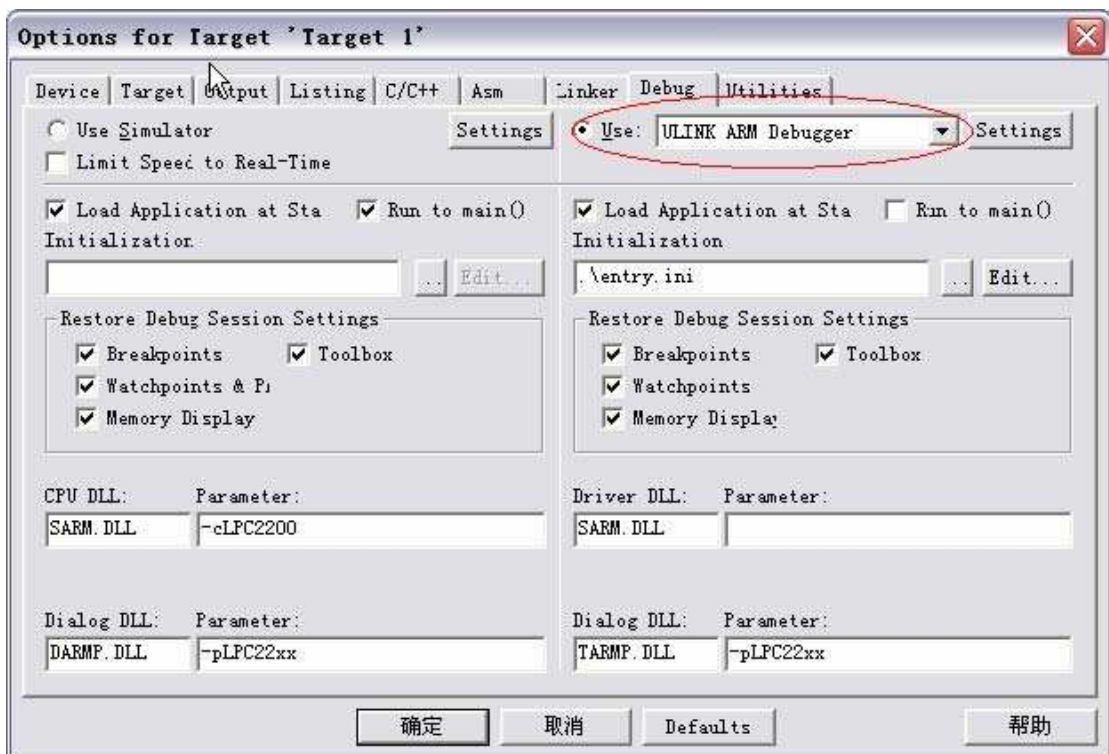 Options for Target 'Target 1'
Device Target Output Listing C/C++ Asm Linker Debug Utilities
Use Simulator Settings Use: ULINK ARM Debugger Settings
Limit Speed to Real-Time
Load Application at Sta Run to main() Load Application at Sta Run to main()
Initialization Initialization
.. Edit... .\entry.ini .. Edit...
Restore Debug Session Settings Restore Debug Session Settings
Breakpoints Toolbox Breakpoints Toolbox
Watchpoints & Pa Watchpoints
Memory Display Memory Display
CPU DLL: Parameter: Driver DLL: Parameter:
SARM.DLL -cLPC2200 SARM.DLL
Dialog DLL: Parameter: Dialog DLL: Parameter:
DARMP.DLL -pLPC22xx TARMP.DLL -pLPC22xx
确定 取消 Defaults 帮助